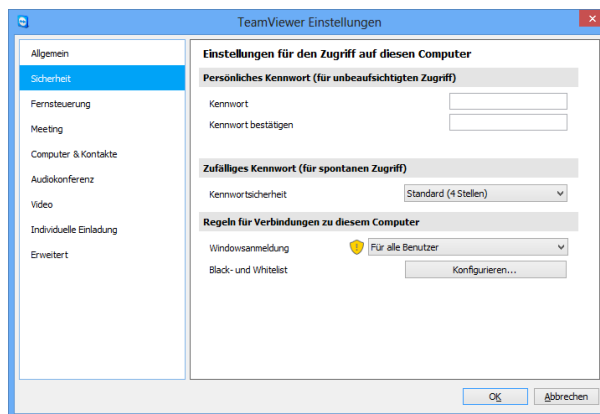 TeamViewer Einstellungen
Allgemein
Sicherheit
Fernsteuerung
Meeting
Computer & Kontakte
Audiokonferenz
Video
Individuelle Einladung
Erweitert
Einstellungen für den Zugriff auf diesen Computer
Persönliches Kennwort (für unbeaufsichtigten Zugriff)
Kennwort
Kennwort bestätigen
Zufälliges Kennwort (für spontanen Zugriff)
Kennwortsicherheit Standard (4 Stellen)
Regeln für Verbindungen zu diesem Computer
Windowsanmeldung Für alle Benutzer
Black- und Whitelist Konfigurieren...
OK Abbrechen